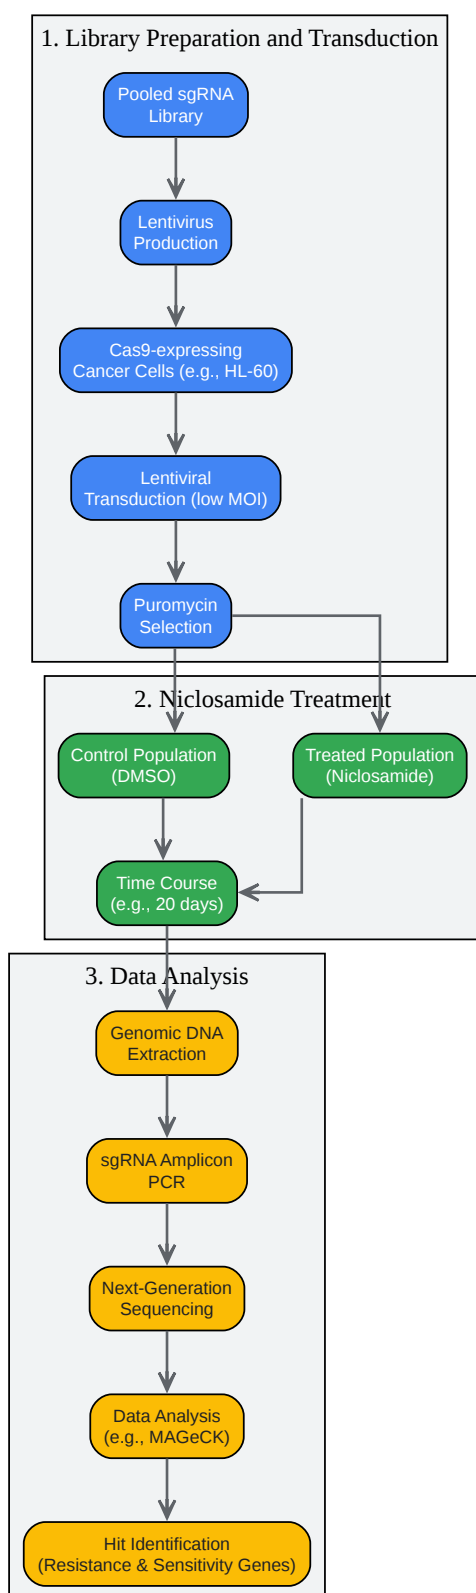 1. Library Preparation and Transduction
Pooled sgRNA
Library
Lentivirus
Production
Cas9-expressing
Cancer Cells (e.g., HL-60)
Lentiviral
Transduction (low MOI)
Puromycin
Selection
2. Niclosamide Treatment
Control Population
(DMSO)
Treated Population
(Niclosamide)
Time Course
(e.g., 20 days)
3. Data Analysis
Genomic DNA
Extraction
sgRNA Amplicon
PCR
Next-Generation
Sequencing
Data Analysis
(e.g., MAGeCK)
Hit Identification
(Resistance & Sensitivity Genes)